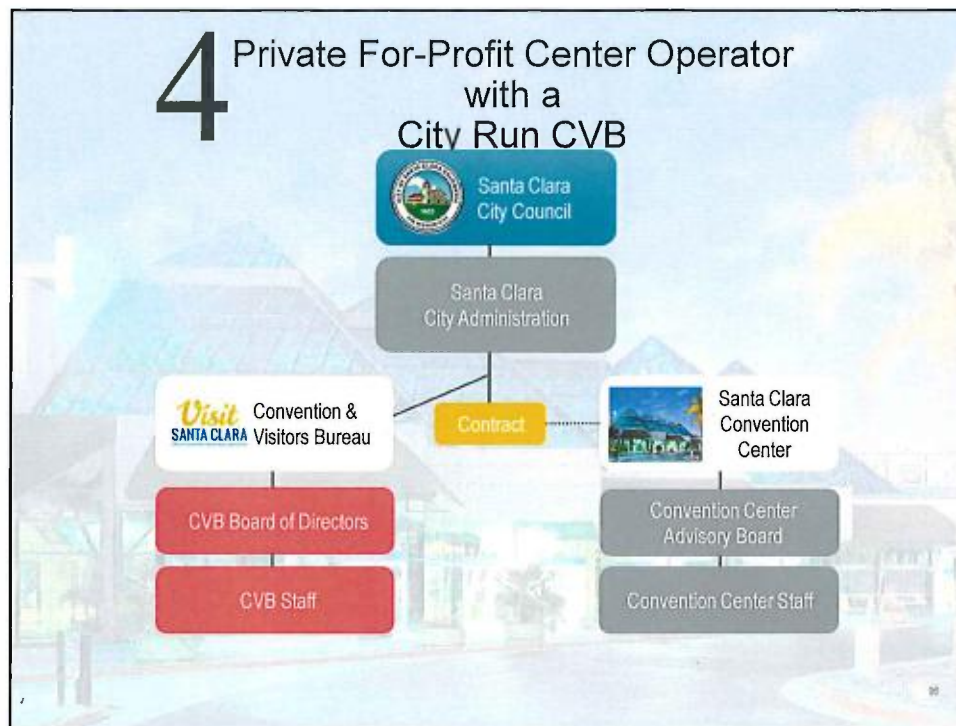 4
Private For-Profit Center Operator
with a
City Run CVB
Santa Clara
City Council
Santa Clara
City Administration
Visit
SANTA CLARA
Convention &
Visitors Bureau
Contract
Santa Clara
Convention
Center
CVB Board of Directors
Convention Center
Advisory Board
CVB Staff
Convention Center Staff